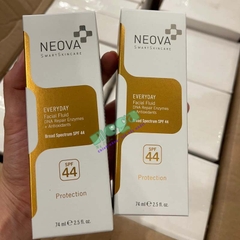 NEOVA
SMARTSKINCARE
EVERYDAY
Facial Fluid
DNA Repair Enzymes
+ Antioxidants
Broad Spectrum SPF 44
SPF
44
Protection
74 ml ℮ 2.5 fl oz.
NEOVA
SMARTSKINCARE
EVERYDAY
Facial Fluid
DNA Repair Enzymes
+ Antioxidants
Broad Spectrum SPF 44
SPF
44
Protection
74 ml ℮ 2.5 fl oz.